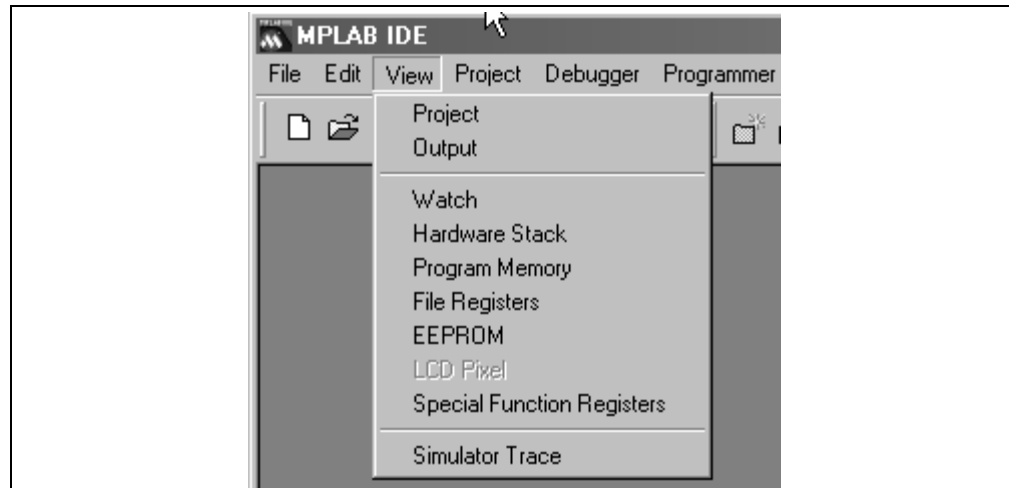 MPLAB IDE
File Edit View Project Debugger Programmer
Project
Output
Watch
Hardware Stack
Program Memory
File Registers
EEPROM
LCD Pixel
Special Function Registers
Simulator Trace